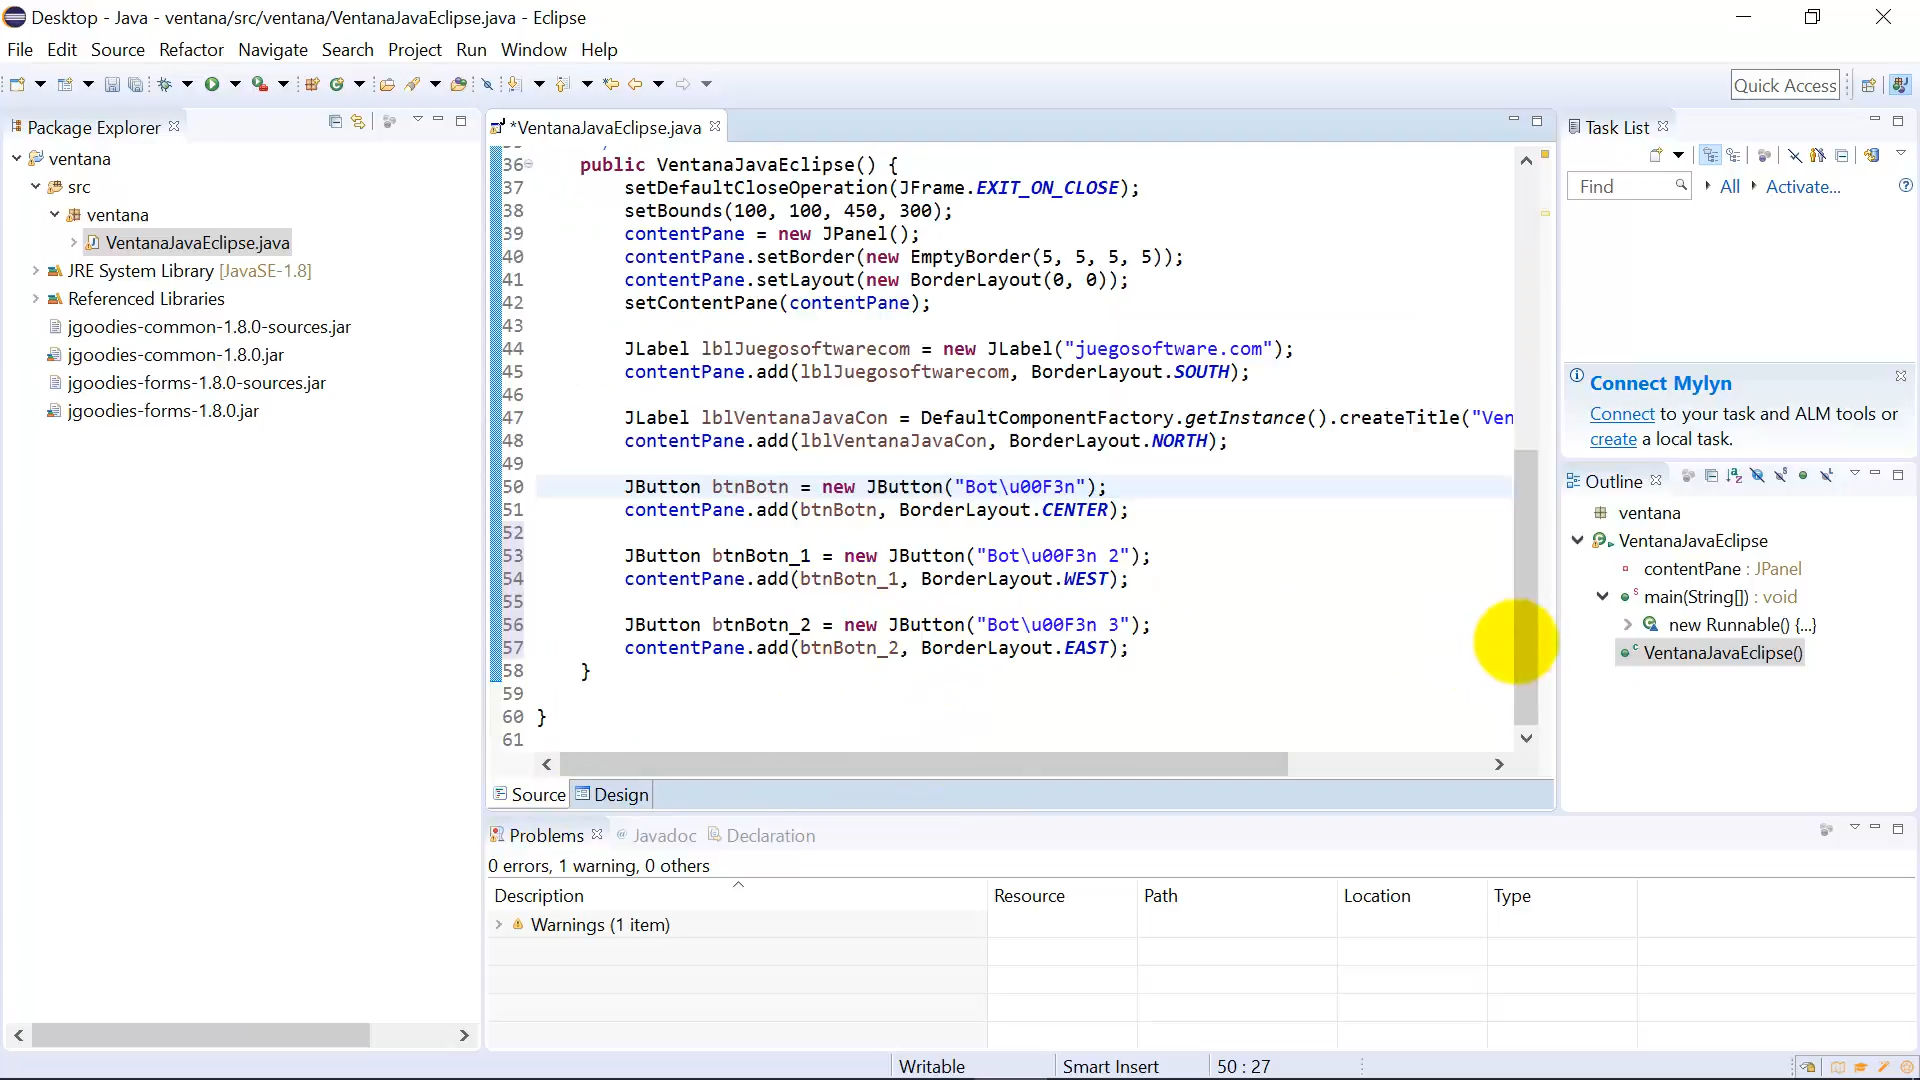 Desktop - Java - ventana/src/ventana/VentanaJavaEclipse.java - Eclipse
File Edit Source Refactor Navigate Search Project Run Window Help
Quick Access
Package Explorer
ventana
src
ventana
VentanaJavaEclipse.java
JRE System Library [JavaSE-1.8]
Referenced Libraries
jgoodies-common-1.8.0-sources.jar
jgoodies-common-1.8.0.jar
jgoodies-forms-1.8.0-sources.jar
jgoodies-forms-1.8.0.jar
*VentanaJavaEclipse.java
36 public VentanaJavaEclipse() {
37 setDefaultCloseOperation(JFrame.EXIT_ON_CLOSE);
38 setBounds(100, 100, 450, 300);
39 contentPane = new JPanel();
40 contentPane.setBorder(new EmptyBorder(5, 5, 5, 5));
41 contentPane.setLayout(new BorderLayout(0, 0));
42 setContentPane(contentPane);
43
44 JLabel lblJuegosoftwarecom = new JLabel("juegosoftware.com");
45 contentPane.add(lblJuegosoftwarecom, BorderLayout.SOUTH);
46
47 JLabel lblVentanaJavaCon = DefaultComponentFactory.getInstance().createTitle("Ven
48 contentPane.add(lblVentanaJavaCon, BorderLayout.NORTH);
49
50 JButton btnBotn = new JButton("Bot\u00F3n");
51 contentPane.add(btnBotn, BorderLayout.CENTER);
52
53 JButton btnBotn_1 = new JButton("Bot\u00F3n 2");
54 contentPane.add(btnBotn_1, BorderLayout.WEST);
55
56 JButton btnBotn_2 = new JButton("Bot\u00F3n 3");
57 contentPane.add(btnBotn_2, BorderLayout.EAST);
58 }
59
60 }
61
Source Design
Task List
Find All Activate...
Connect Mylyn
Connect to your task and ALM tools or
create a local task.
Outline
ventana
VentanaJavaEclipse
contentPane : JPanel
main(String[]) : void
new Runnable() {...}
VentanaJavaEclipse()
Problems Javadoc Declaration
0 errors, 1 warning, 0 others
Description Resource Path Location Type
Warnings (1 item)
Writable Smart Insert 50 : 27